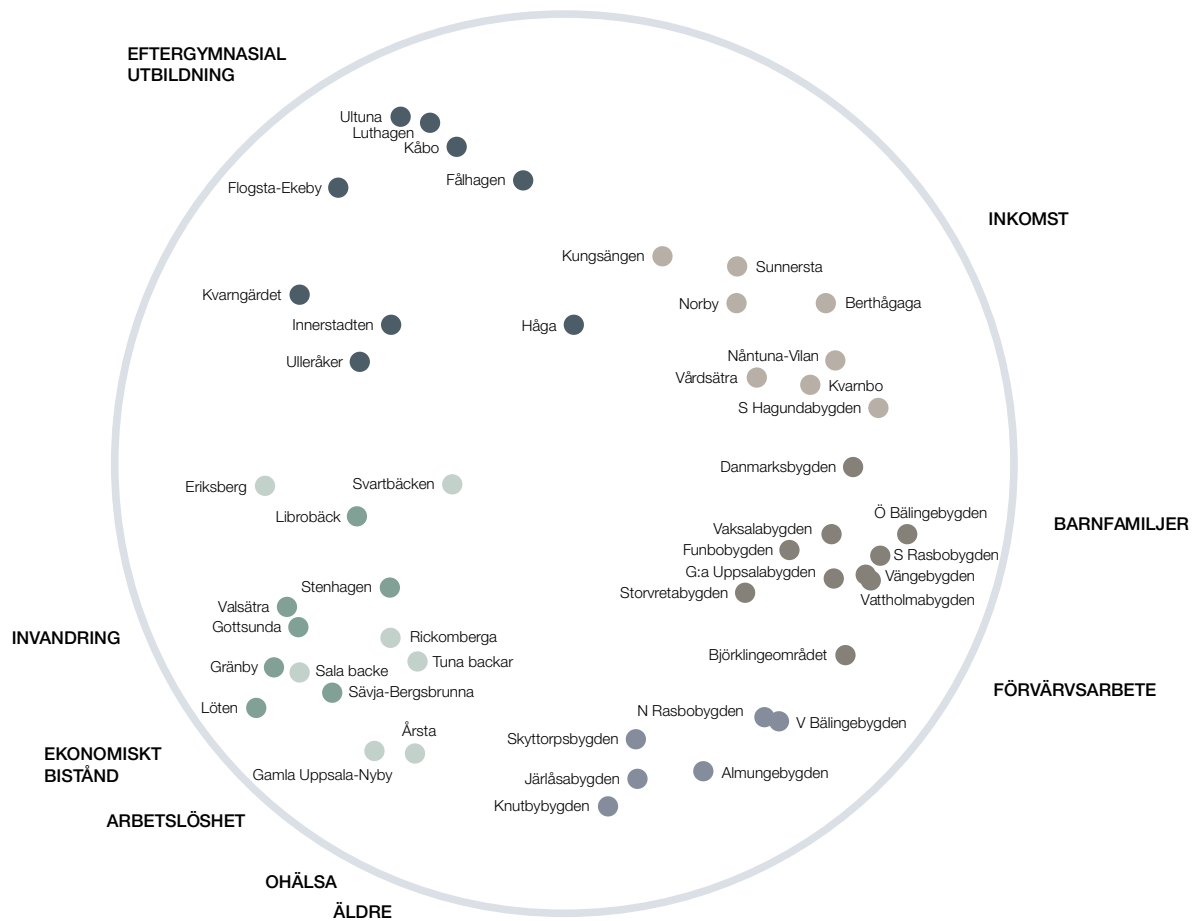 EFTERGYMNASIAL
UTBILDNING
Ultuna
Luthagen
Kåbo
Fålhagen
Flogsta-Ekeby
INKOMST
Kungsängen
Sunnersta
Kvarngärdet
Norby
Berthågaga
Innerstadten
Håga
Ulleråker
Nåntuna-Vilan
Vårdsätra
Kvarnbo
S Hagundabygden
Danmarksbygden
Eriksberg
Svartbäcken
Librobäck
Ö Bälingebygden
BARNFAMILJER
Vaksalabygden
Funbobygden
S Rasbobygden
G:a Uppsalabygden
Vängebygden
Stenhagen
Storvretabygden
Vattholmabygden
Valsätra
Gottsunda
INVANDRING
Rickomberga
Björklingeområdet
Tuna backar
Gränby
Sala backe
Sävja-Bergsbrunna
FÖRVÄRVSARBETE
Löten
N Rasbobygden
V Bälingebygden
Årsta
Skyttorpsbygden
EKONOMISKT
BISTÅND
Gamla Uppsala-Nyby
Järlåsabygden
Almungebygden
Knutbybygden
ARBETSLÖSHET
OHÄLSA
ÄLDRE